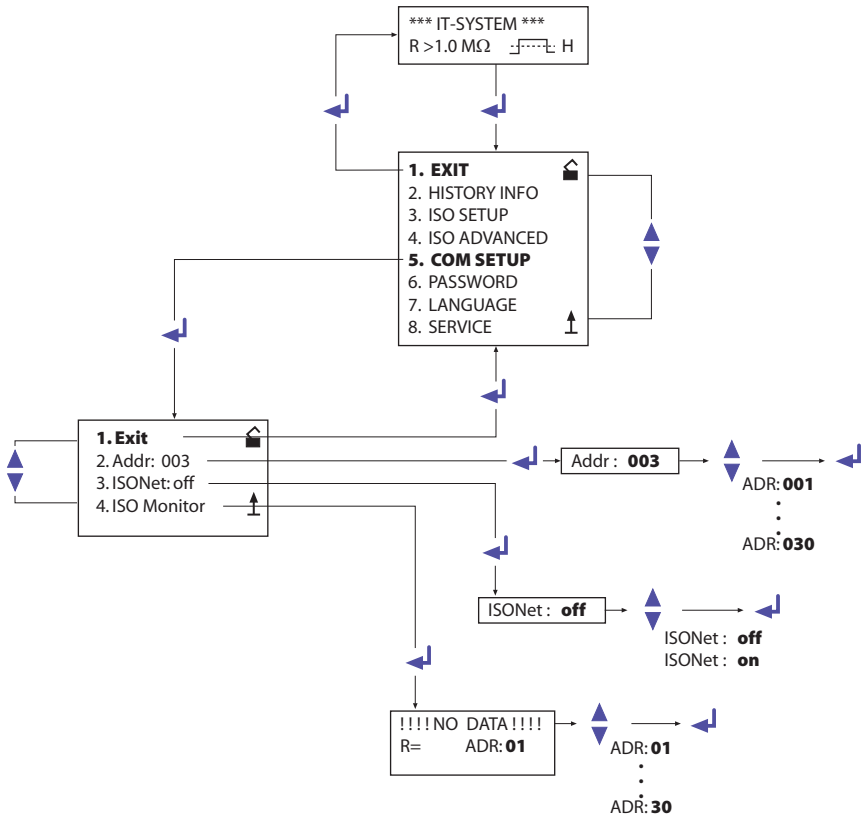 *** IT-SYSTEM ***
R >1.0 MΩ H
1. EXIT
2. HISTORY INFO
3. ISO SETUP
4. ISO ADVANCED
5. COM SETUP
6. PASSWORD
7. LANGUAGE
8. SERVICE
1. Exit
2. Addr: 003
3. ISONet: off
4. ISO Monitor
Addr : 003
ADR: 001
ADR: 030
ISONet : off
ISONet : off
ISONet : on
!!!!NO DATA!!!!
R= ADR: 01
ADR: 01
ADR: 30